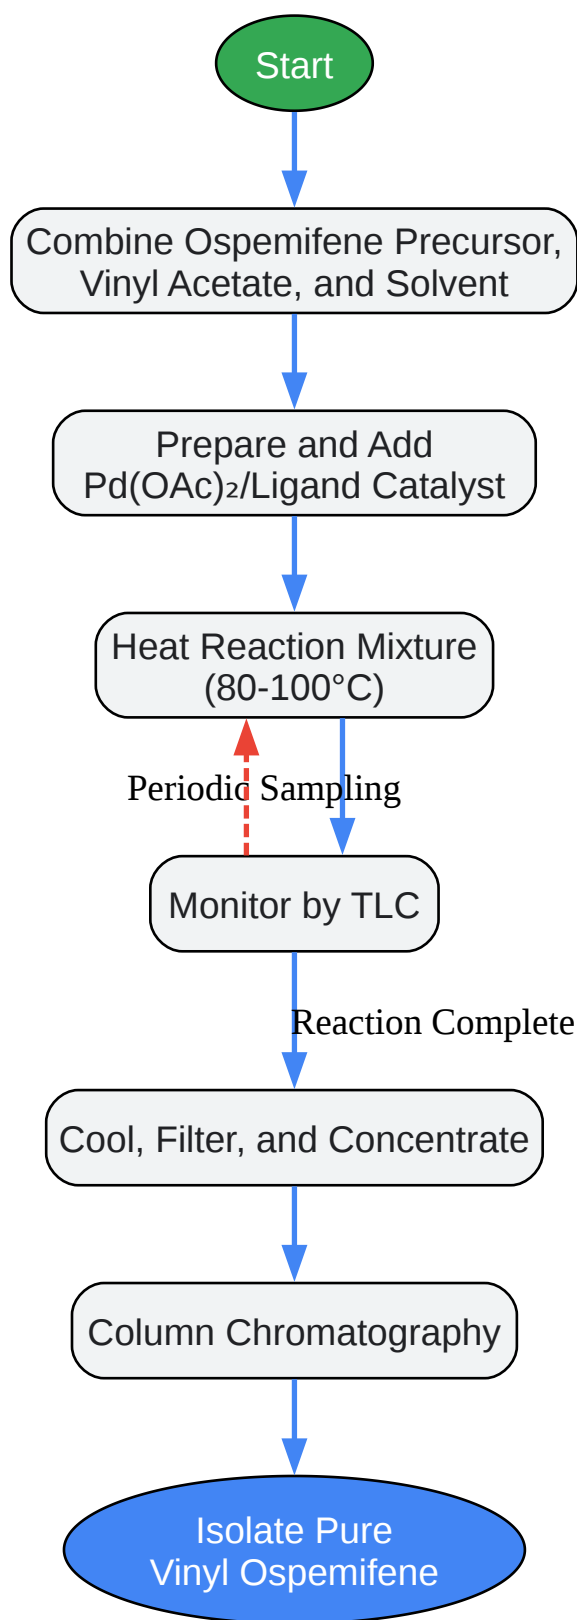 Start
Combine Ospemifene Precursor,
Vinyl Acetate, and Solvent
Prepare and Add
Pd(OAc)₂/Ligand Catalyst
Heat Reaction Mixture
(80-100°C)
Periodic Sampling
Monitor by TLC
Reaction Complete
Cool, Filter, and Concentrate
Column Chromatography
Isolate Pure
Vinyl Ospemifene